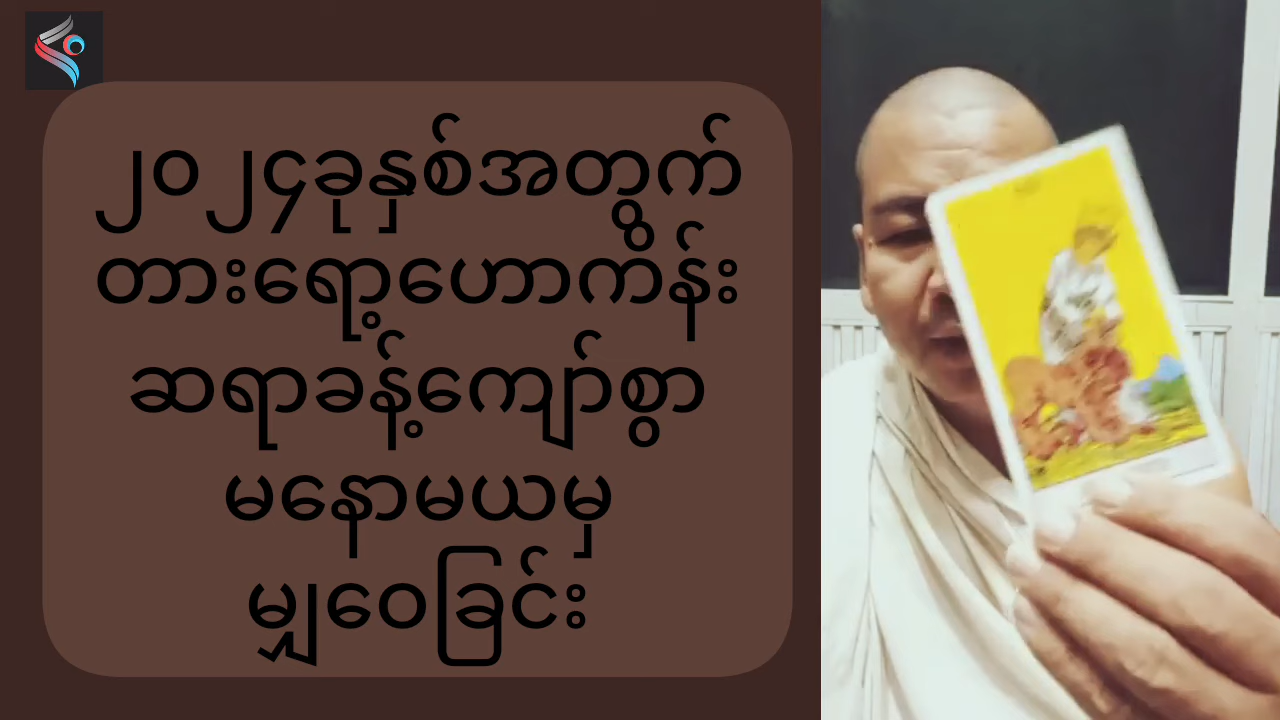 ၂၀၂၄ခုနှစ်အတွက်
တားရော့ဟောကိန်း
ဆရာခန့်ကျော်စွာ
မနောမယမှ
မျှဝေခြင်း